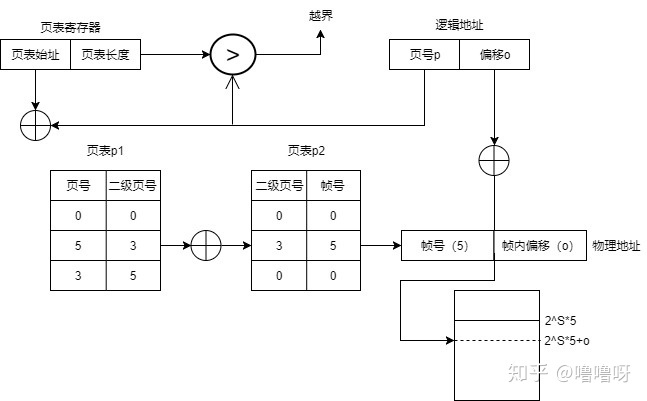 越界
页表寄存器
逻辑地址
页表始址 页表长度
>
页号p 偏移o
页表p1
页表p2
页号 二级页号
二级页号 帧号
0 0
0 0
5 3
3 5
帧号（5） 帧内偏移（o） 物理地址
3 5
0 0
2^S*5
2^S*5+o
知乎 @噜噜呀